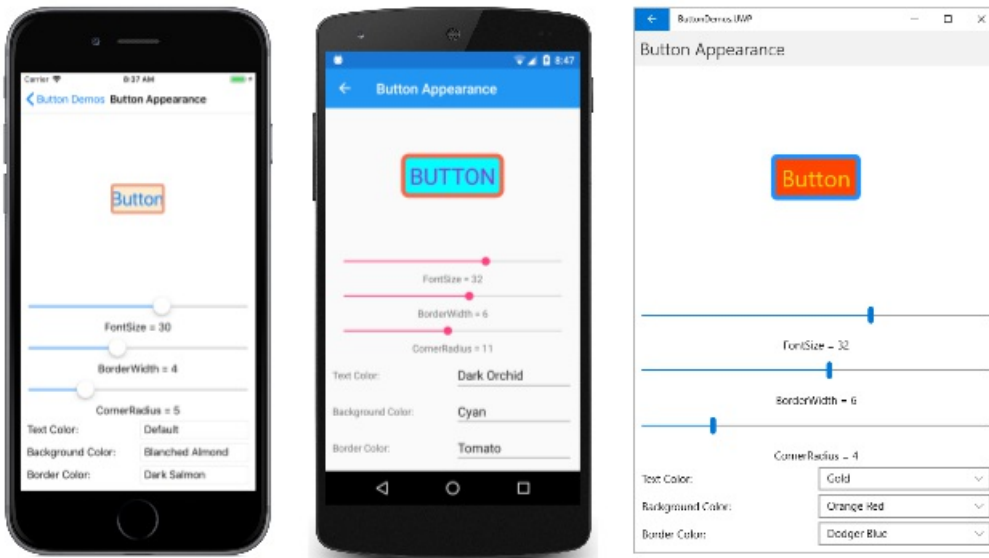 Carrier 8:37 AM
Button Demos Button Appearance
Button
FontSize = 30
BorderWidth = 4
CornerRadius = 5
Text Color: Default
Background Color: Blanched Almond
Border Color: Dark Salmon
8:47
Button Appearance
BUTTON
FontSize = 32
BorderWidth = 6
CornerRadius = 11
Text Color: Dark Orchid
Background Color: Cyan
Border Color: Tomato
ButtonDemos.UWP
Button Appearance
Button
FontSize = 32
BorderWidth = 6
CornerRadius = 4
Text Color: Gold
Background Color: Orange Red
Border Color: Dodger Blue